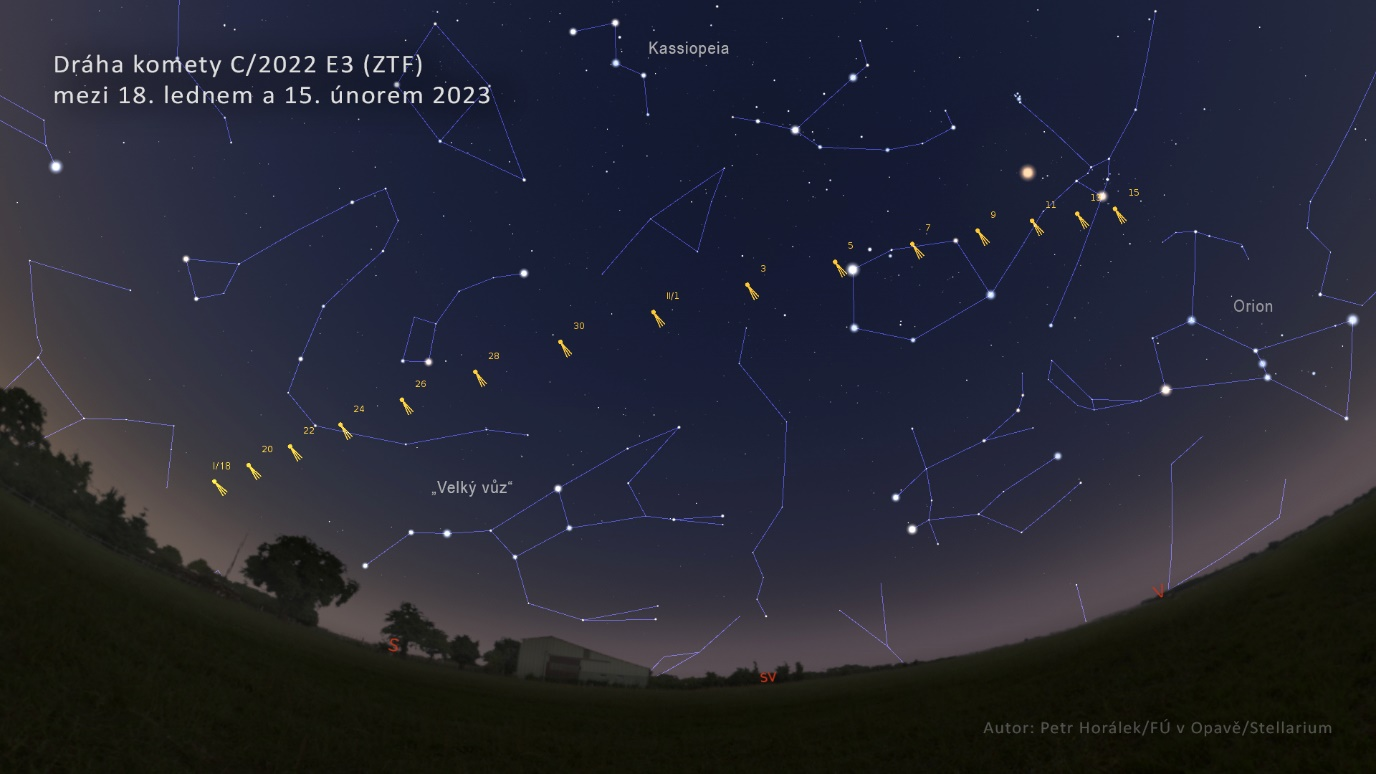 Dráha komety C/2022 E3 (ZTF)
mezi 18. lednem a 15. únorem 2023
Kassiopeia
15
11
9
7
5
3
II/1
30
28
26
24
22
20
I/18
Orion
„Velký vůz“
V
S
SV
Autor: Petr Horálek/FÚ v Opavě/Stellarium